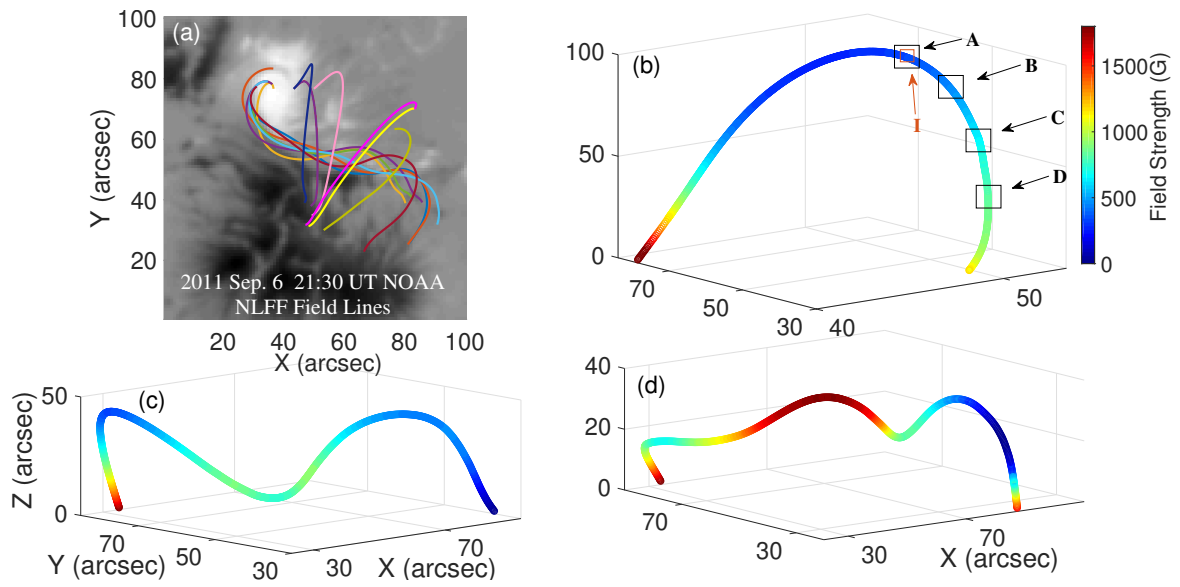 (a)
100
80
60
40
20
Y (arcsec)
2011 Sep. 6 21:30 UT NOAA
NLFF Field Lines
20 40 60 80 100
X (arcsec)
(b)
100
50
0
70
50
30
40
50
A
B
C
D
I
1500
1000
500
0
Field Strength (G)
(c)
50
0
Z (arcsec)
70
50
30
Y (arcsec)
30
70
X (arcsec)
(d)
40
20
0
70
30
30
70
X (arcsec)